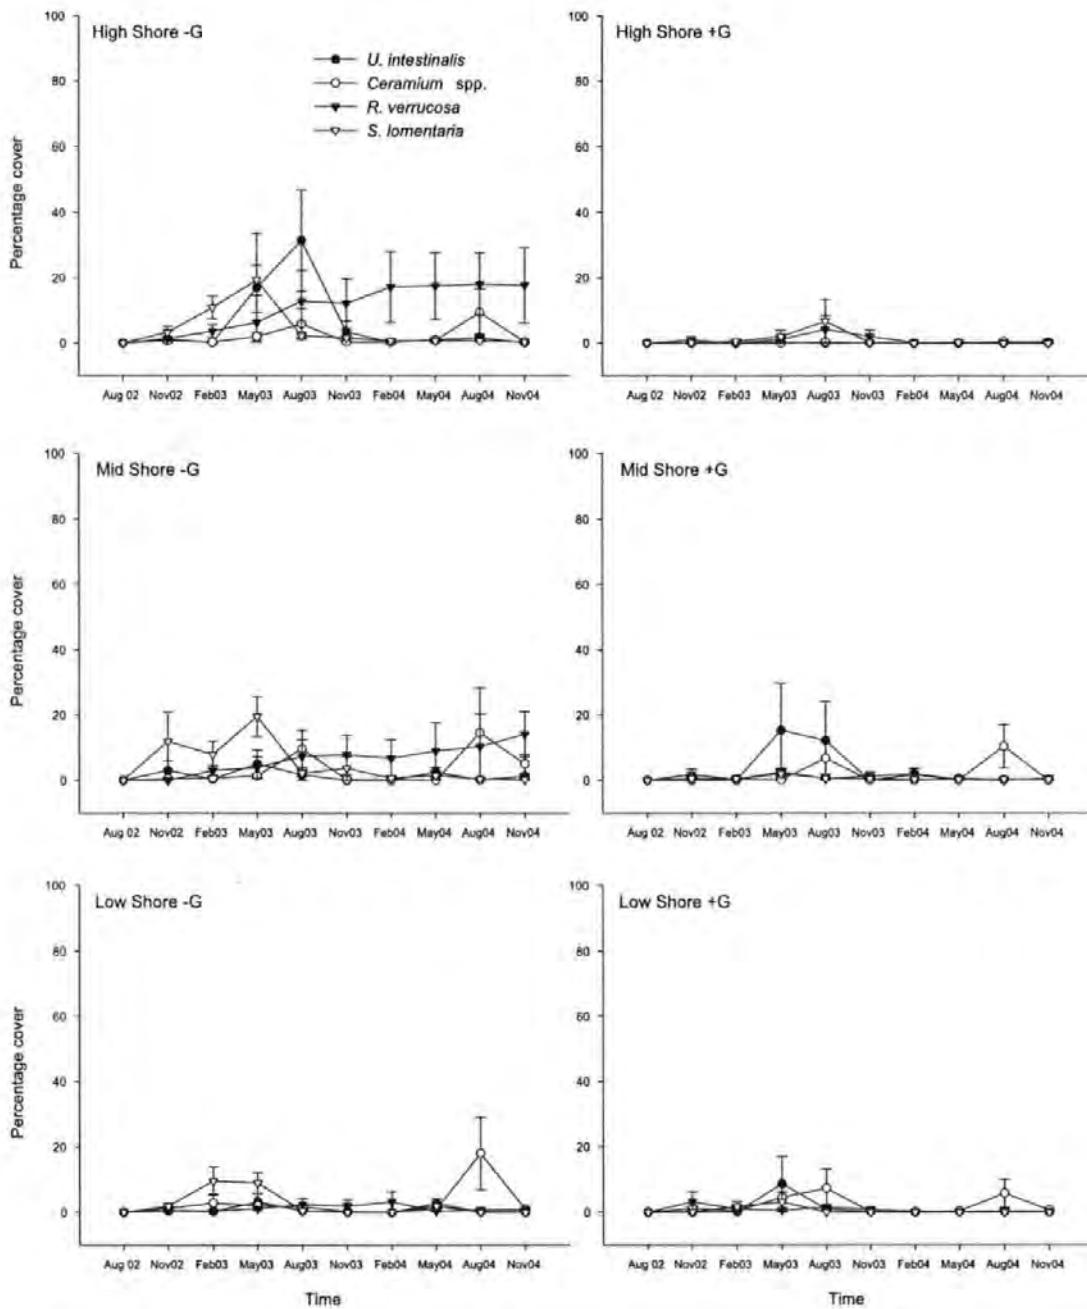 High Shore -G
U. intestinalis
Ceramium spp.
R. verrucosa
S. lomentaria
Percentage cover
100
80
60
40
20
0
Aug 02 Nov02 Feb03 May03 Aug03 Nov03 Feb04 May04 Aug04 Nov04
High Shore +G
100
80
60
40
20
0
Aug 02 Nov02 Feb03 May03 Aug03 Nov03 Feb04 May04 Aug04 Nov04
Mid Shore -G
Percentage cover
100
80
60
40
20
0
Aug 02 Nov02 Feb03 May03 Aug03 Nov03 Feb04 May04 Aug04 Nov04
Mid Shore +G
100
80
60
40
20
0
Aug 02 Nov02 Feb03 May03 Aug03 Nov03 Feb04 May04 Aug04 Nov04
Low Shore -G
Percentage cover
100
80
60
40
20
0
Aug 02 Nov02 Feb03 May03 Aug03 Nov03 Feb04 May04 Aug04 Nov04
Time
Low Shore +G
100
80
60
40
20
0
Aug 02 Nov02 Feb03 May03 Aug03 Nov03 Feb04 May04 Aug04 Nov04
Time